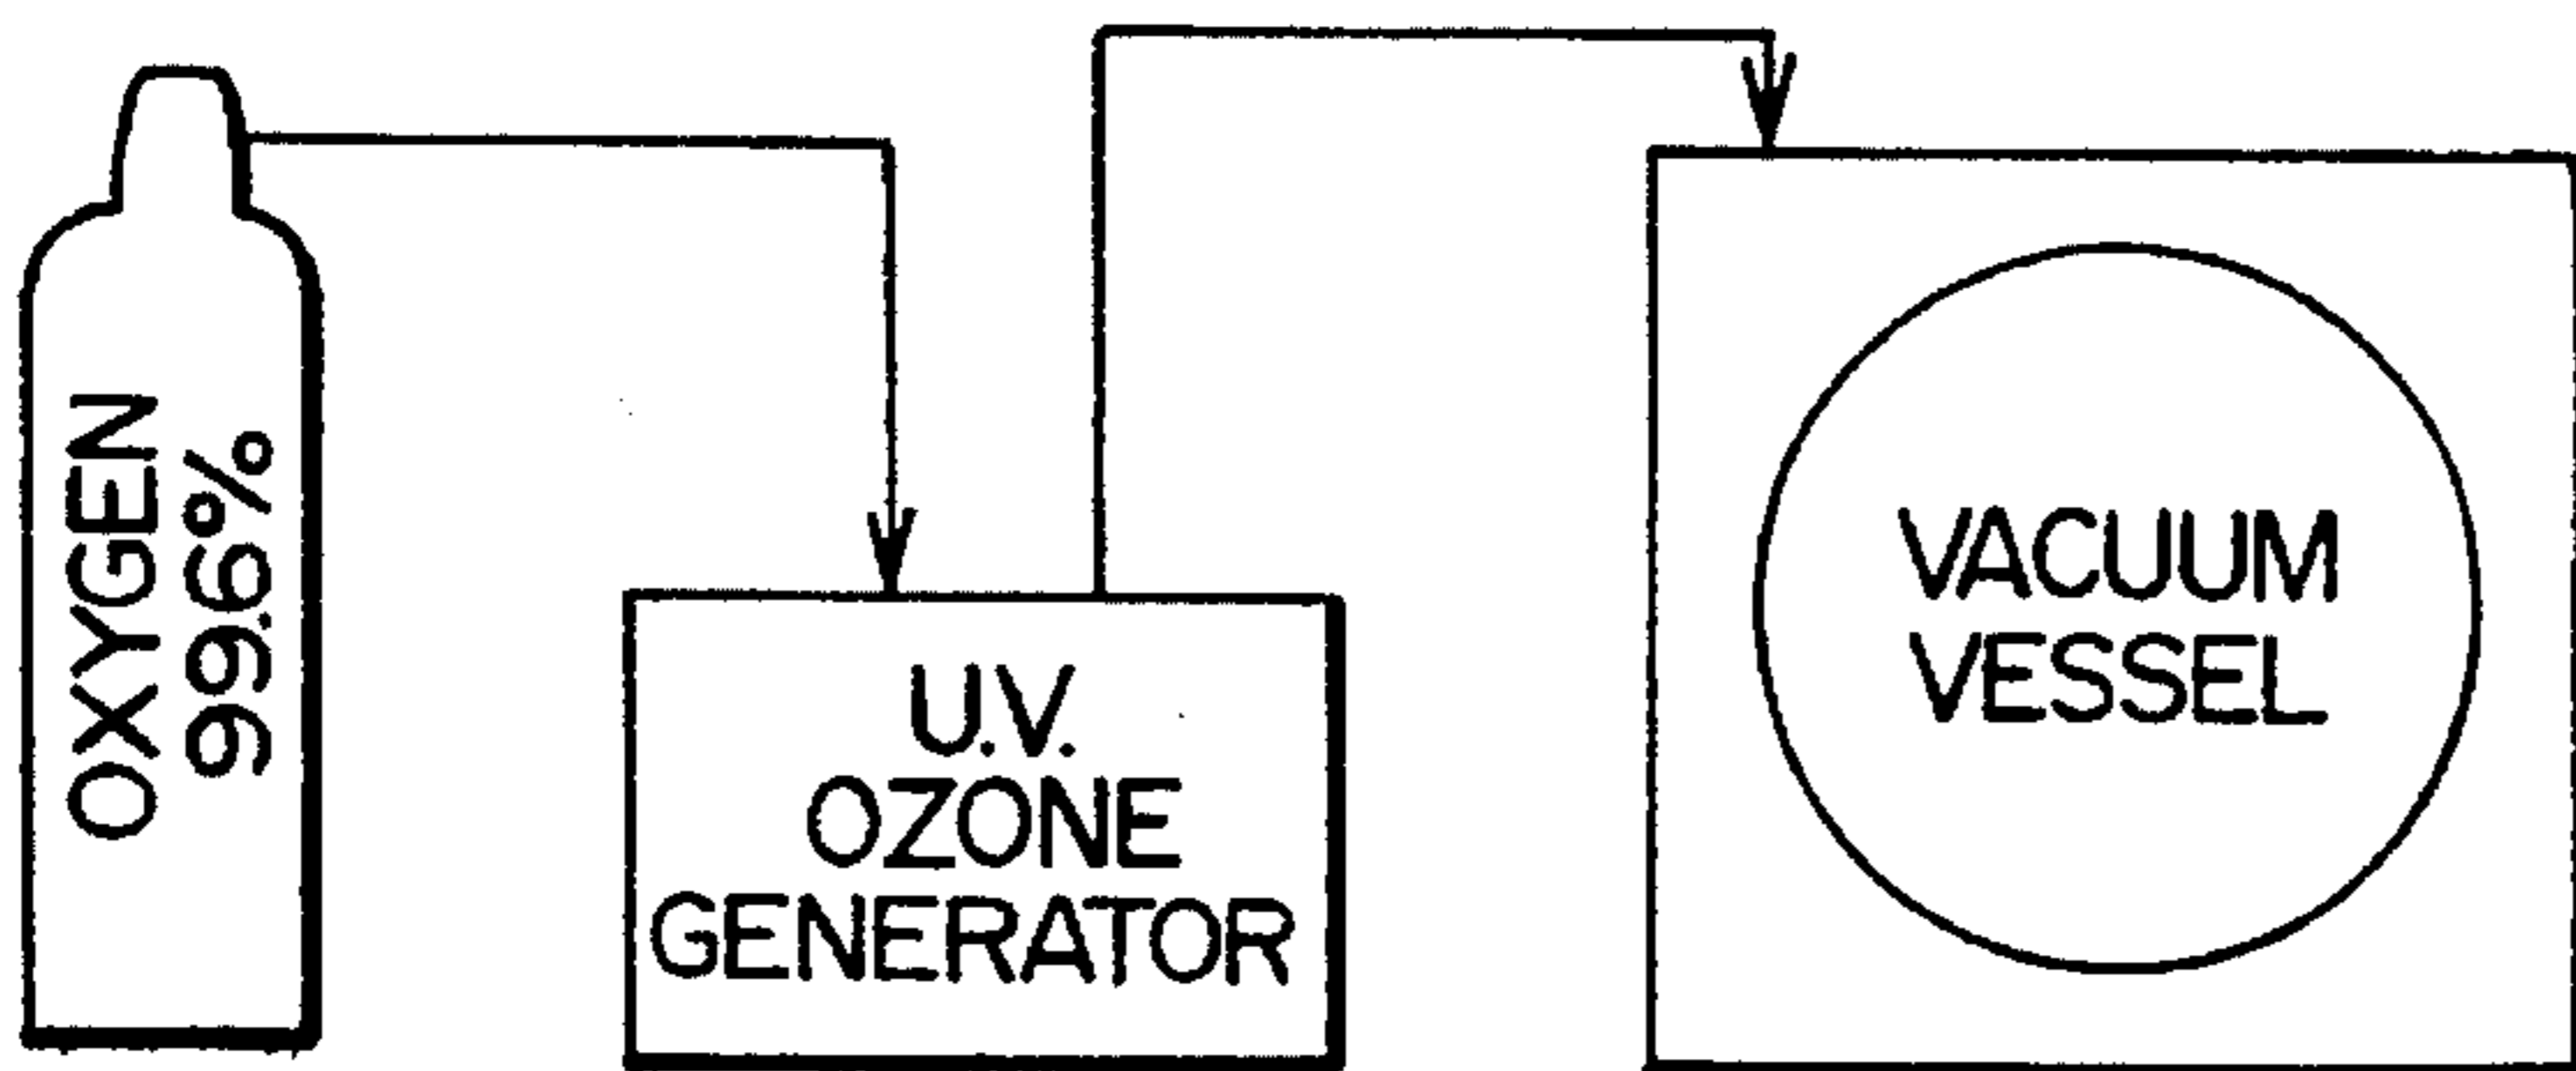 OXYGEN
99.6%
U.V.
OZONE
GENERATOR
VACUUM
VESSEL